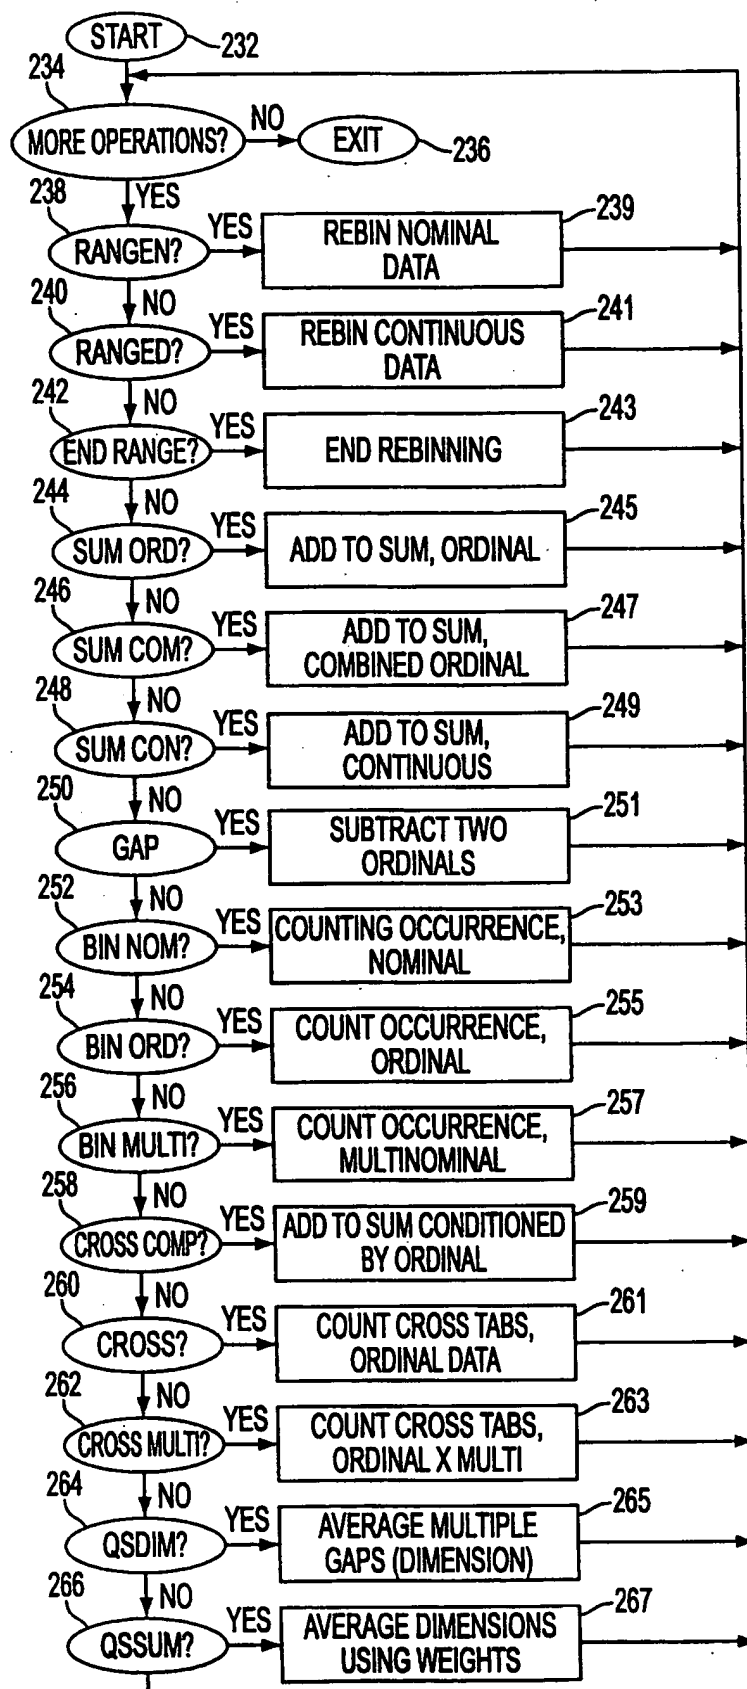 START
232
234
MORE OPERATIONS?
NO
EXIT
236
YES
238
RANGEN?
YES
REBIN NOMINAL
DATA
239
NO
240
RANGED?
YES
REBIN CONTINUOUS
DATA
241
NO
242
END RANGE?
YES
END REBINNING
243
NO
244
SUM ORD?
YES
ADD TO SUM, ORDINAL
245
NO
246
SUM COM?
YES
ADD TO SUM,
COMBINED ORDINAL
247
NO
248
SUM CON?
YES
ADD TO SUM,
CONTINUOUS
249
NO
250
GAP
YES
SUBTRACT TWO
ORDINALS
251
NO
252
BIN NOM?
YES
COUNTING OCCURRENCE,
NOMINAL
253
NO
254
BIN ORD?
YES
COUNT OCCURRENCE,
ORDINAL
255
NO
256
BIN MULTI?
YES
COUNT OCCURRENCE,
MULTINOMINAL
257
NO
258
CROSS COMP?
YES
ADD TO SUM CONDITIONED
BY ORDINAL
259
NO
260
CROSS?
YES
COUNT CROSS TABS,
ORDINAL DATA
261
NO
262
CROSS MULTI?
YES
COUNT CROSS TABS,
ORDINAL X MULTI
263
NO
264
QSDIM?
YES
AVERAGE MULTIPLE
GAPS (DIMENSION)
265
NO
266
QSSUM?
YES
AVERAGE DIMENSIONS
USING WEIGHTS
267